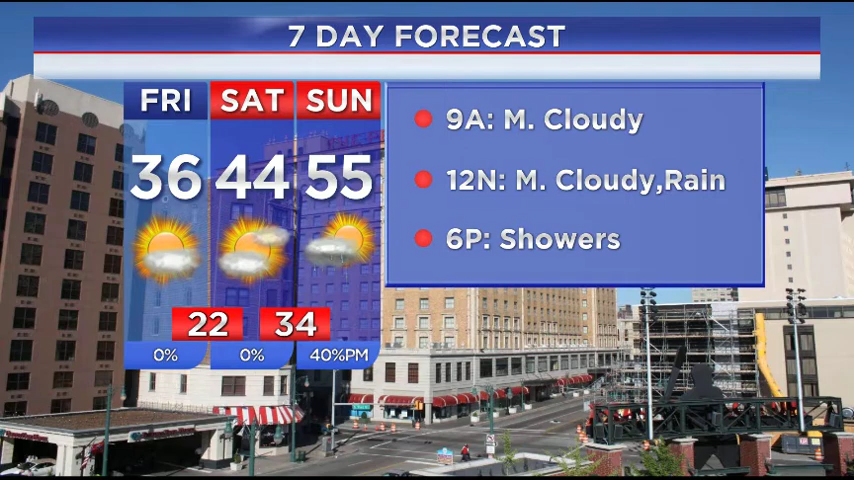 7 DAY FORECAST
FRI SAT SUN
36 44 55
22 34
0% 0% 40%PM
9A: M. Cloudy
12N: M. Cloudy,Rain
6P: Showers